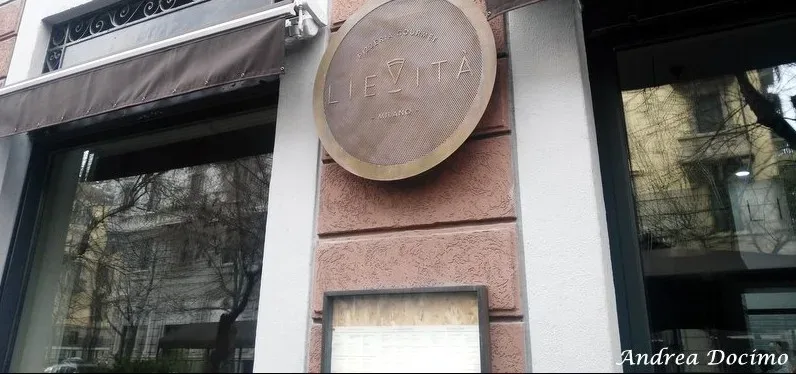 PIZZERIA GOURMET
LIEVITÀ
- MILANO -
Andrea Docimo